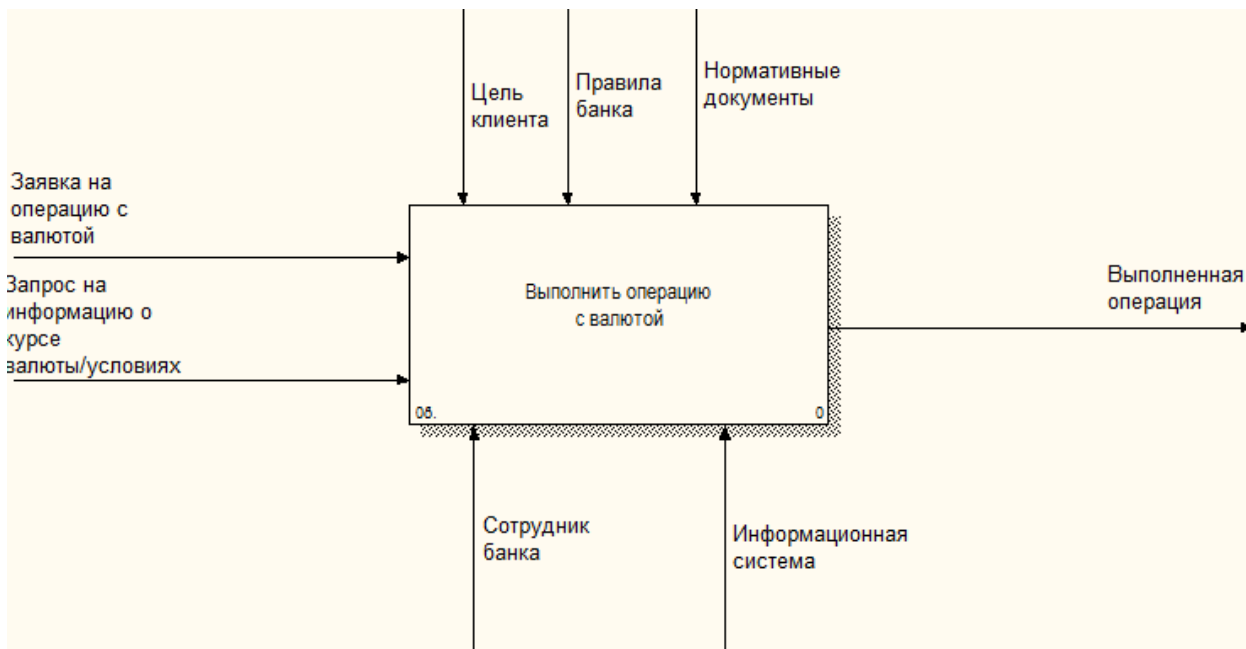 Цель
клиента
Правила
банка
Нормативные
документы
Заявка на
операцию с
валютой
Запрос на
информацию о
курсе
валюты/условиях
Выполнить операцию
с валютой
0б.
0
Выполненная
операция
Сотрудник
банка
Информационная
система